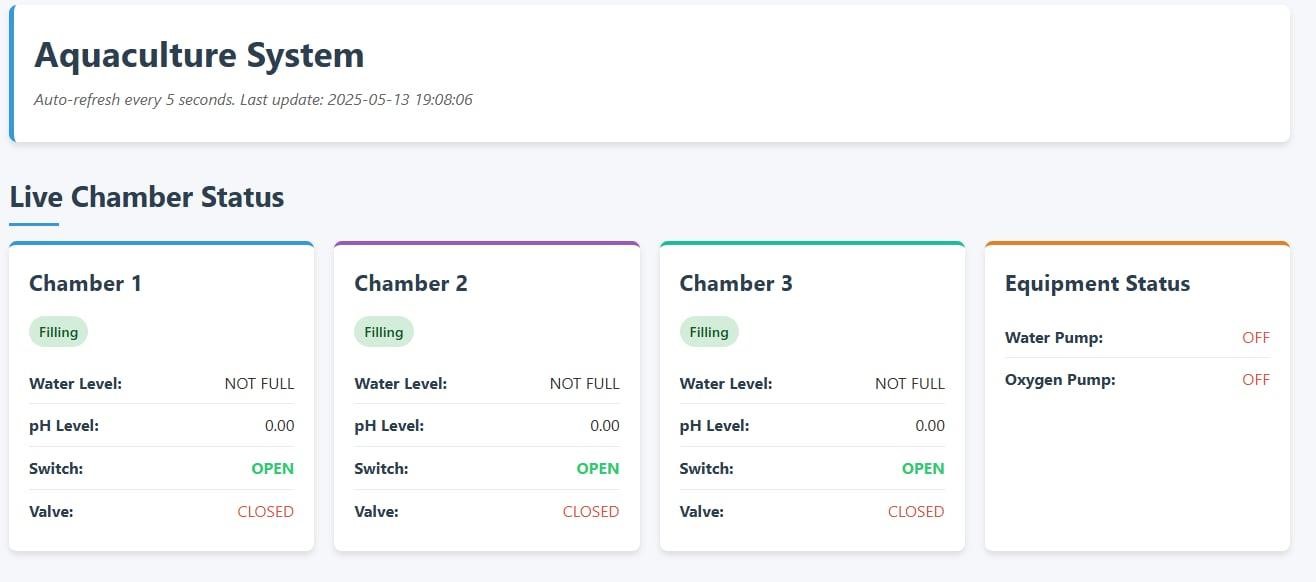 Aquaculture System
Auto-refresh every 5 seconds. Last update: 2025-05-13 19:08:06
Live Chamber Status
Chamber 1
Filling
Water Level: NOT FULL
pH Level: 0.00
Switch: OPEN
Valve: CLOSED
Chamber 2
Filling
Water Level: NOT FULL
pH Level: 0.00
Switch: OPEN
Valve: CLOSED
Chamber 3
Filling
Water Level: NOT FULL
pH Level: 0.00
Switch: OPEN
Valve: CLOSED
Equipment Status
Water Pump: OFF
Oxygen Pump: OFF